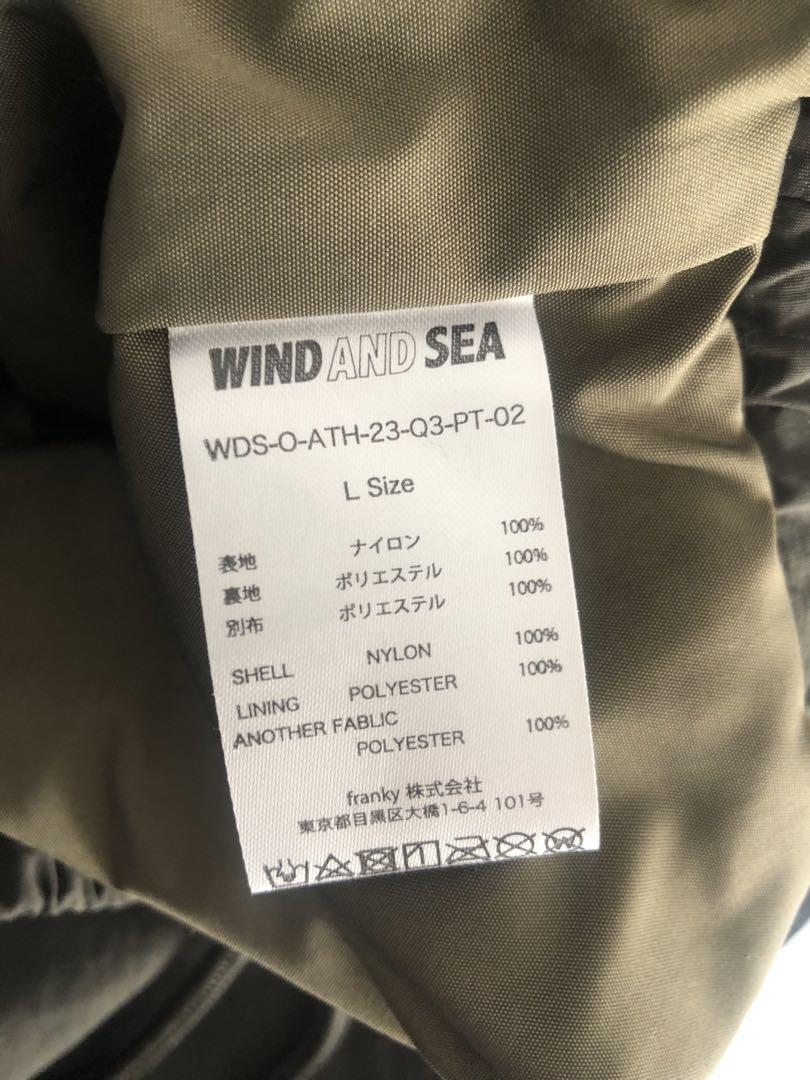 WIND AND SEA
WDS-O-ATH-23-Q3-PT-02
L Size
表地 ナイロン 100%
裏地 ポリエステル 100%
別布 ポリエステル 100%
SHELL NYLON 100%
LINING POLYESTER 100%
ANOTHER FABLIC
POLYESTER 100%
franky 株式会社
東京都目黒区大橋1-6-4 101号